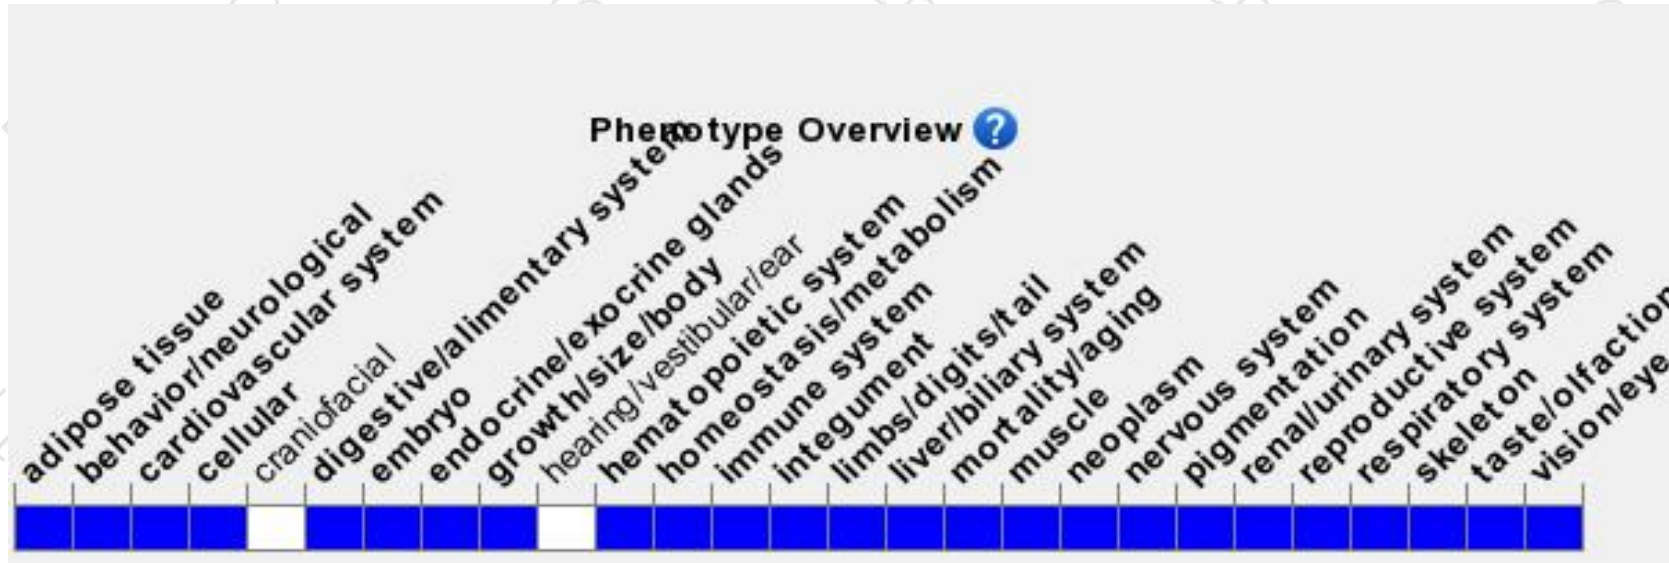 Phenotype Overview ?
adipose tissue
behavior/neurological
cardiovascular system
cellular
craniofacial
digestive/alimentary system
embryo
endocrine/exocrine glands
growth/size/body
hearing/vestibular/ear
hematopoietic system
homeostasis/metabolism
immune system
integument
limbs/digits/tail
liver/biliary system
mortality/aging
muscle
neoplasm
nervous system
pigmentation
renal/urinary system
reproductive system
respiratory system
skeleton
taste/olfaction
vision/eye